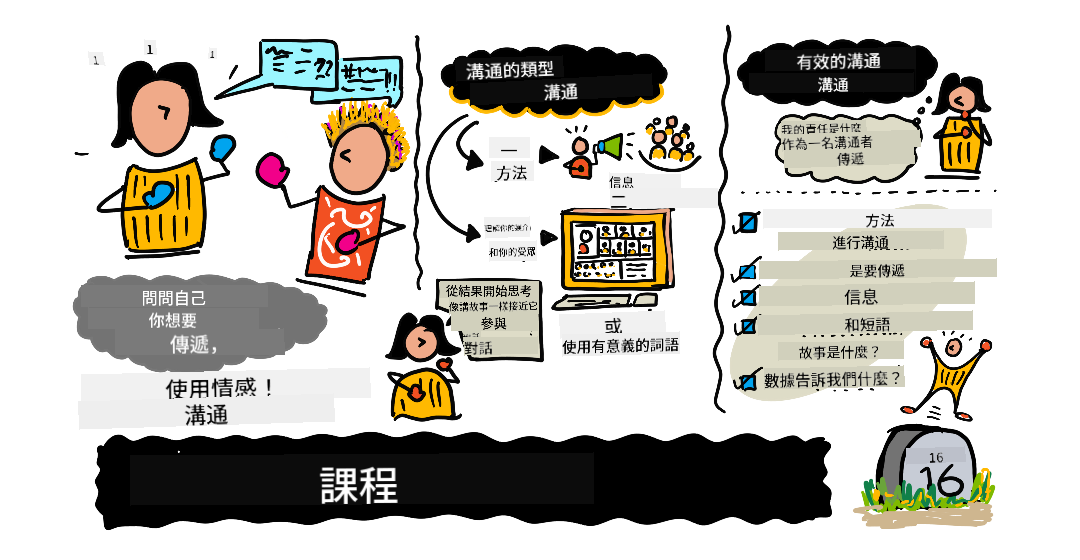 1
1
1
??
!!
問問自己
你想要
傳遞，
使用情感！
溝通
溝通的類型
溝通
一
方法
信息
二
理解你的媒介
和你的受眾
從結果開始思考
像講故事一樣接近它
參與
對話
或
使用有意義的詞語
有效的溝通
溝通
我的責任是什麼
作為一名溝通者
傳遞
方法
進行溝通
是要傳遞
信息
和短語
故事是什麼？
數據告訴我們什麼？
課程
16
16